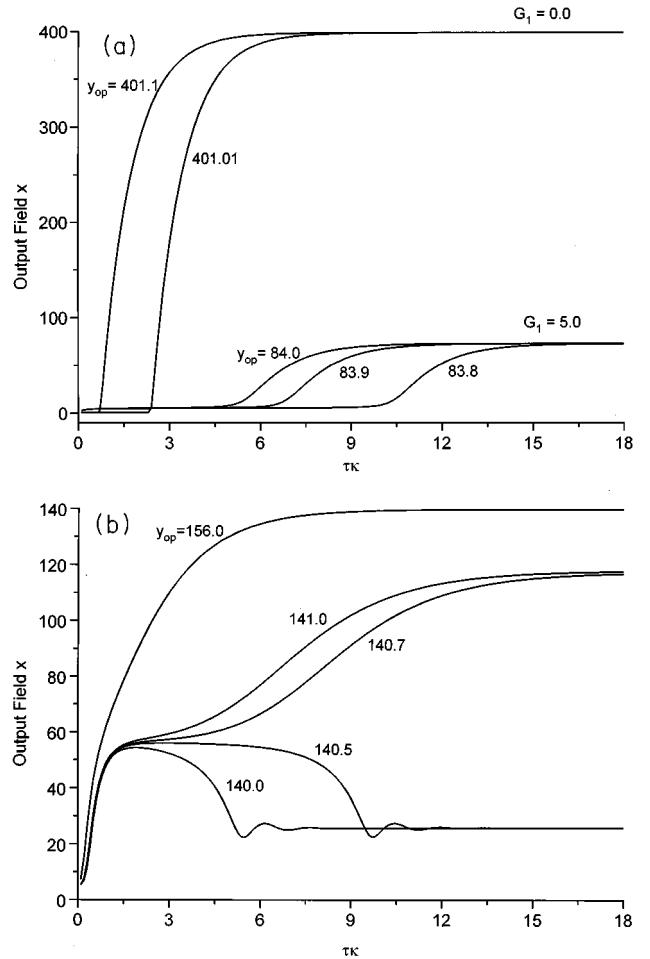 (a)
G₁ = 0.0
400
300
200
100
0
Output Field x
yop= 401.1
401.01
G₁ = 5.0
yop= 84.0
83.9
83.8
0 3 6 9 12 15 18
τκ
(b)
140
120
100
80
60
40
20
0
Output Field x
yop=156.0
141.0
140.7
140.5
140.0
0 3 6 9 12 15 18
τκ